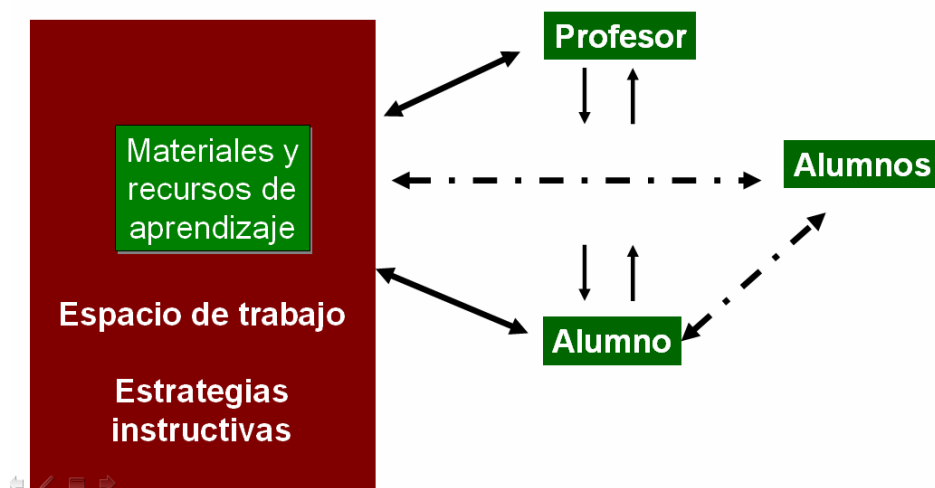 Profesor
Materiales y
recursos de
aprendizaje
Alumnos
Espacio de trabajo
Alumno
Estrategias
instructivas